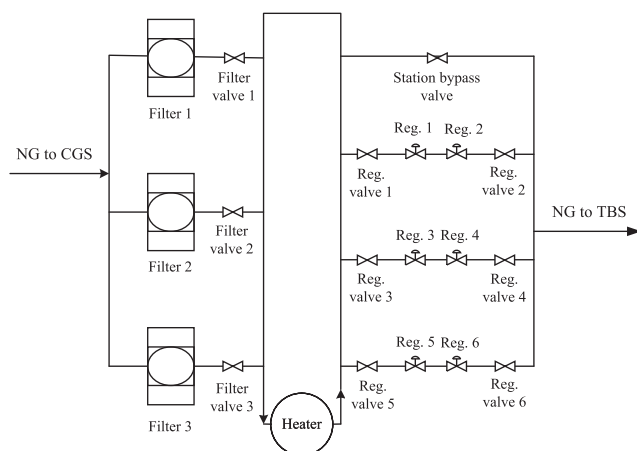 Filter 1
Filter
valve 1
Station bypass
valve
Reg. 1
Reg. 2
Reg.
valve 1
Reg.
valve 2
NG to CGS
NG to TBS
Filter 2
Filter
valve 2
Reg. 3
Reg. 4
Reg.
valve 3
Reg.
valve 4
Filter 3
Filter
valve 3
Heater
Reg. 5
Reg. 6
Reg.
valve 5
Reg.
valve 6